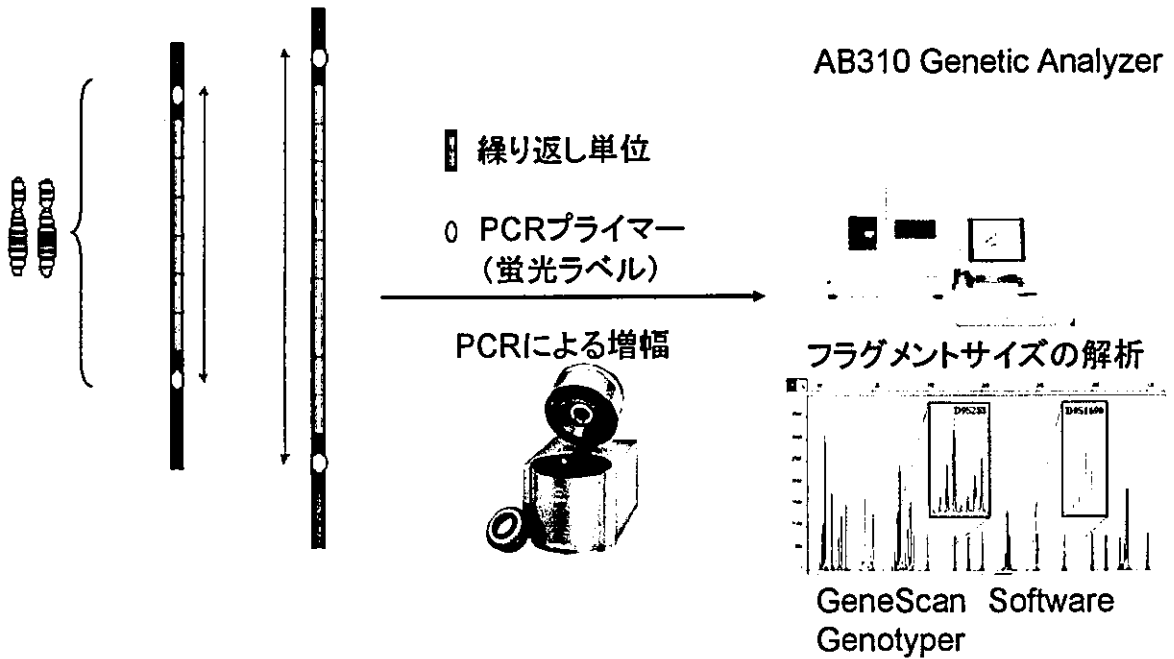 AB310 Genetic Analyzer
繰り返し単位
PCRプライマー
(蛍光ラベル)
PCRによる増幅
フラグメントサイズの解析
D9S283
GeneScan Software
Genotyper